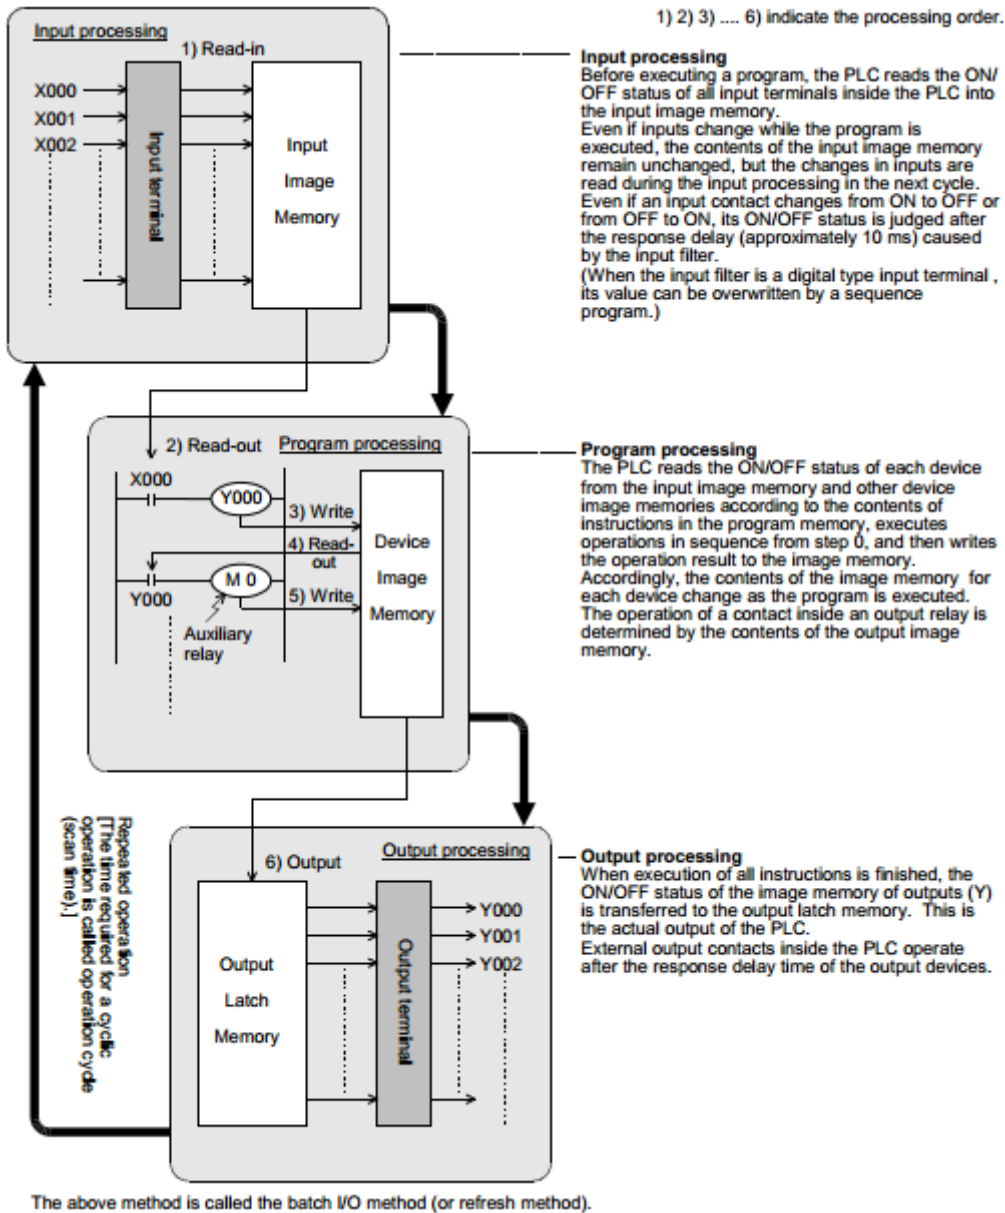 1) 2) 3) .... 6) indicate the processing order.
Input processing
1) Read-in
X000
X001
X002
Input terminal
Input
Image
Memory
Input processing
Before executing a program, the PLC reads the ON/
OFF status of all input terminals inside the PLC into
the input image memory.
Even if inputs change while the program is
executed, the contents of the input image memory
remain unchanged, but the changes in inputs are
read during the input processing in the next cycle.
Even if an input contact changes from ON to OFF or
from OFF to ON, its ON/OFF status is judged after
the response delay (approximately 10 ms) caused
by the input filter.
(When the input filter is a digital type input terminal ,
its value can be overwritten by a sequence
program.)
2) Read-out
Program processing
X000
Y000
3) Write
4) Read-
out
Y000
M 0
5) Write
Auxiliary
relay
Device
Image
Memory
Program processing
The PLC reads the ON/OFF status of each device
from the input image memory and other device
image memories according to the contents of
instructions in the program memory, executes
operations in sequence from step 0, and then writes
the operation result to the image memory.
Accordingly, the contents of the image memory for
each device change as the program is executed.
The operation of a contact inside an output relay is
determined by the contents of the output image
memory.
Repeated operation
[The time required for a cyclic
operation is called operation cycle
(scan time).]
6) Output
Output processing
Output
Latch
Memory
Output terminal
Y000
Y001
Y002
Output processing
When execution of all instructions is finished, the
ON/OFF status of the image memory of outputs (Y)
is transferred to the output latch memory. This is
the actual output of the PLC.
External output contacts inside the PLC operate
after the response delay time of the output devices.
The above method is called the batch I/O method (or refresh method).